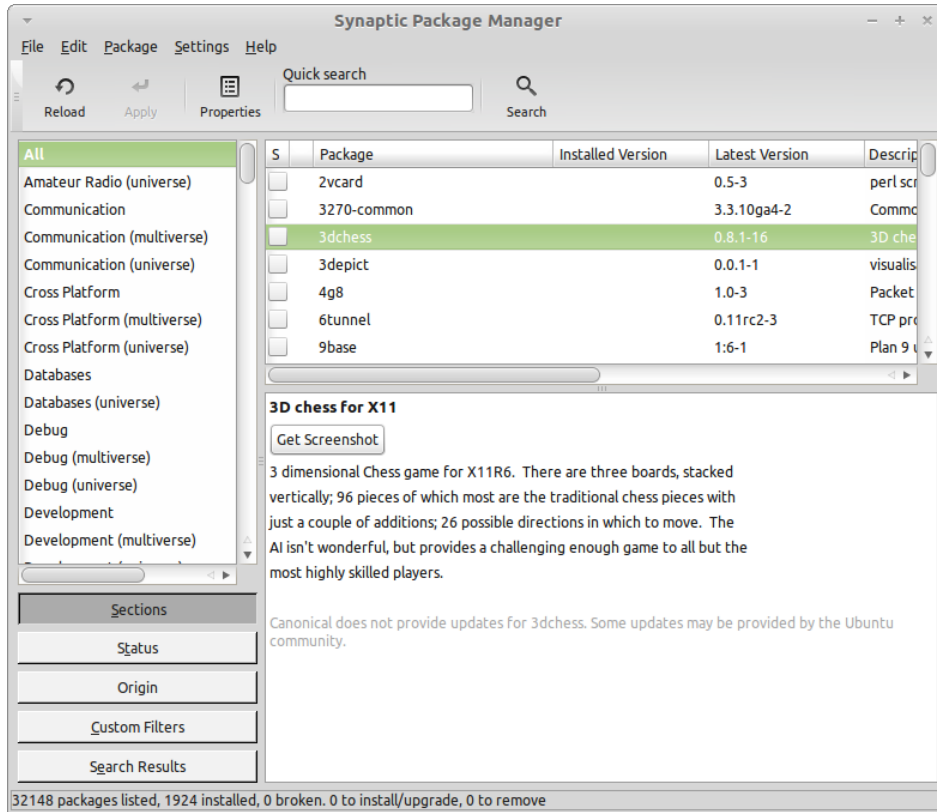 Synaptic Package Manager
File Edit Package Settings Help
Reload
Apply
Properties
Quick search
Search
All
Amateur Radio (universe)
Communication
Communication (multiverse)
Communication (universe)
Cross Platform
Cross Platform (multiverse)
Cross Platform (universe)
Databases
Databases (universe)
Debug
Debug (multiverse)
Debug (universe)
Development
Development (multiverse)
Sections
Status
Origin
Custom Filters
Search Results
S Package Installed Version Latest Version Descrip
2vcard 0.5-3 perl scr
3270-common 3.3.10ga4-2 Commo
3dchess 0.8.1-16 3D che
3depict 0.0.1-1 visualis
4g8 1.0-3 Packet
6tunnel 0.11rc2-3 TCP pro
9base 1:6-1 Plan 9 u
3D chess for X11
Get Screenshot
3 dimensional Chess game for X11R6. There are three boards, stacked
vertically; 96 pieces of which most are the traditional chess pieces with
just a couple of additions; 26 possible directions in which to move. The
AI isn't wonderful, but provides a challenging enough game to all but the
most highly skilled players.
Canonical does not provide updates for 3dchess. Some updates may be provided by the Ubuntu
community.
32148 packages listed, 1924 installed, 0 broken. 0 to install/upgrade, 0 to remove